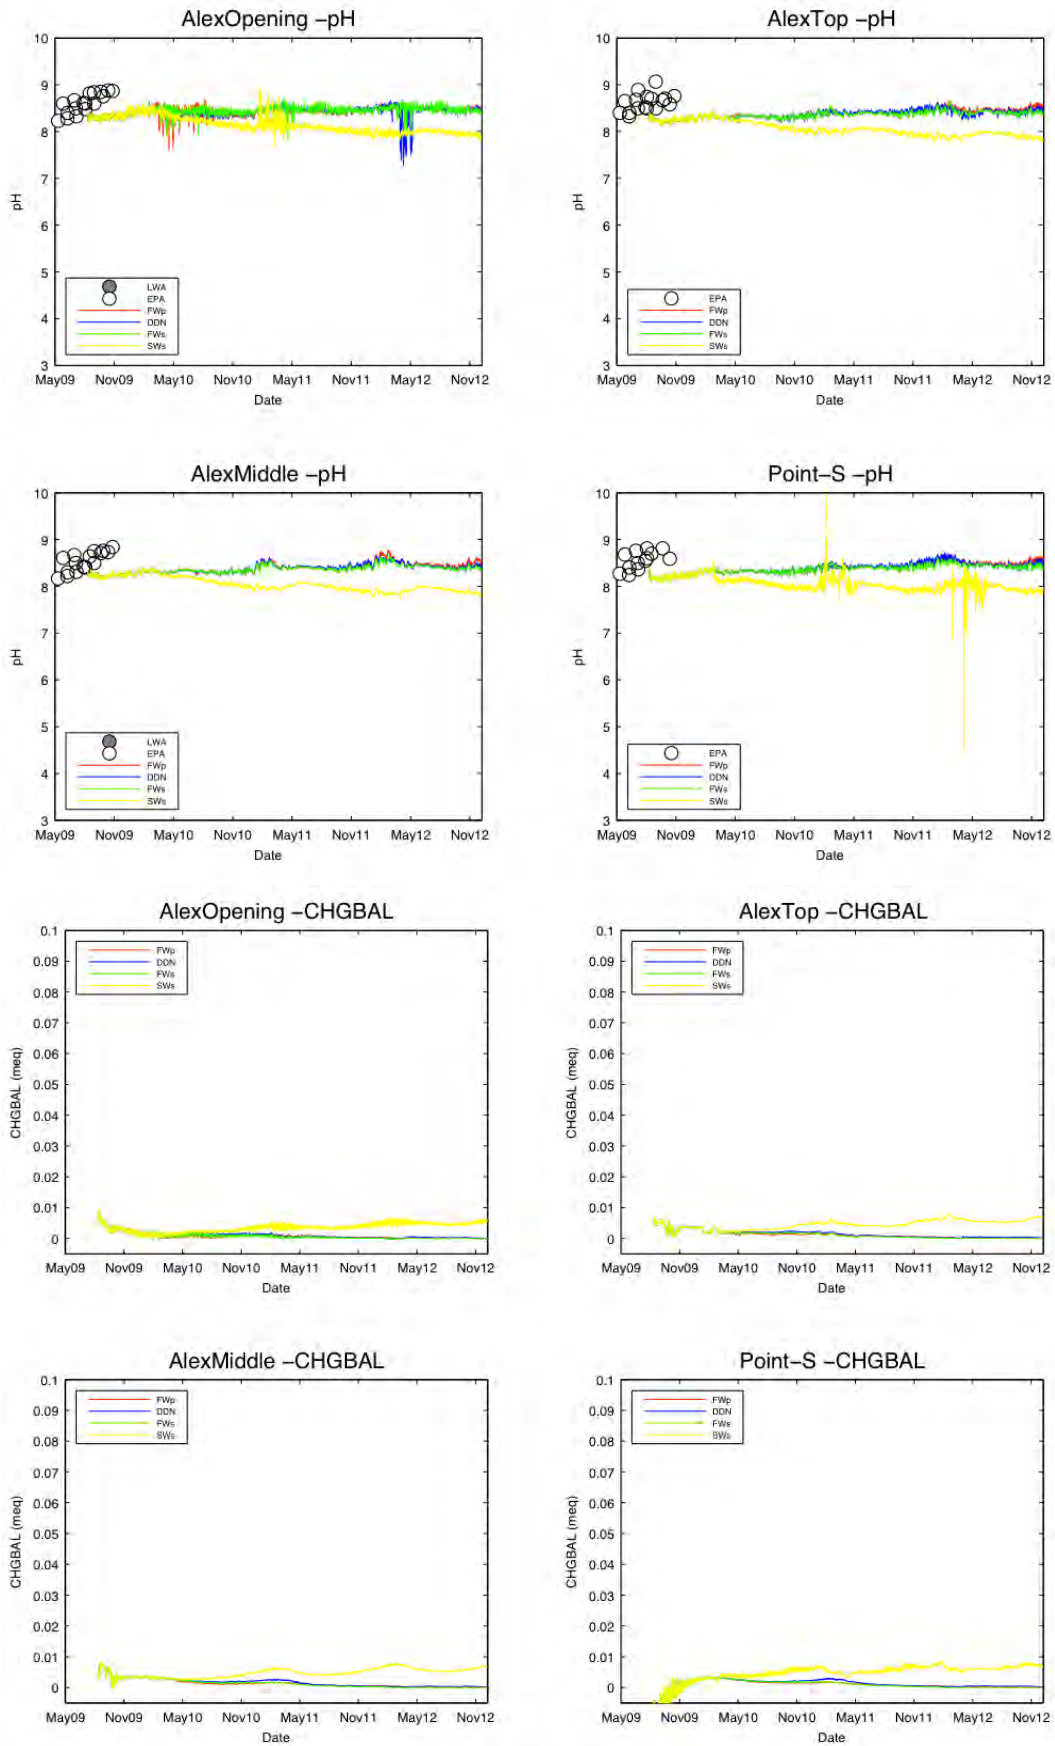 AlexOpening –pH
10
9
8
7
6
5
4
3
pH
LWA
EPA
FWp
DDN
FWs
SWs
May09 Nov09 May10 Nov10 May11 Nov11 May12 Nov12
Date
AlexTop –pH
10
9
8
7
6
5
4
3
pH
EPA
FWp
DDN
FWs
SWs
May09 Nov09 May10 Nov10 May11 Nov11 May12 Nov12
Date
AlexMiddle –pH
10
9
8
7
6
5
4
3
pH
LWA
EPA
FWp
DDN
FWs
SWs
May09 Nov09 May10 Nov10 May11 Nov11 May12 Nov12
Date
Point–S –pH
10
9
8
7
6
5
4
3
pH
EPA
FWp
DDN
FWs
SWs
May09 Nov09 May10 Nov10 May11 Nov11 May12 Nov12
Date
AlexOpening –CHGBAL
0.1
0.09
0.08
0.07
0.06
0.05
0.04
0.03
0.02
0.01
0
CHGBAL (meq)
FWp
DDN
FWs
SWs
May09 Nov09 May10 Nov10 May11 Nov11 May12 Nov12
Date
AlexTop –CHGBAL
0.1
0.09
0.08
0.07
0.06
0.05
0.04
0.03
0.02
0.01
0
CHGBAL (meq)
FWp
DDN
FWs
SWs
May09 Nov09 May10 Nov10 May11 Nov11 May12 Nov12
Date
AlexMiddle –CHGBAL
0.1
0.09
0.08
0.07
0.06
0.05
0.04
0.03
0.02
0.01
0
CHGBAL (meq)
FWp
DDN
FWs
SWs
May09 Nov09 May10 Nov10 May11 Nov11 May12 Nov12
Date
Point–S –CHGBAL
0.1
0.09
0.08
0.07
0.06
0.05
0.04
0.03
0.02
0.01
0
CHGBAL (meq)
FWp
DDN
FWs
SWs
May09 Nov09 May10 Nov10 May11 Nov11 May12 Nov12
Date